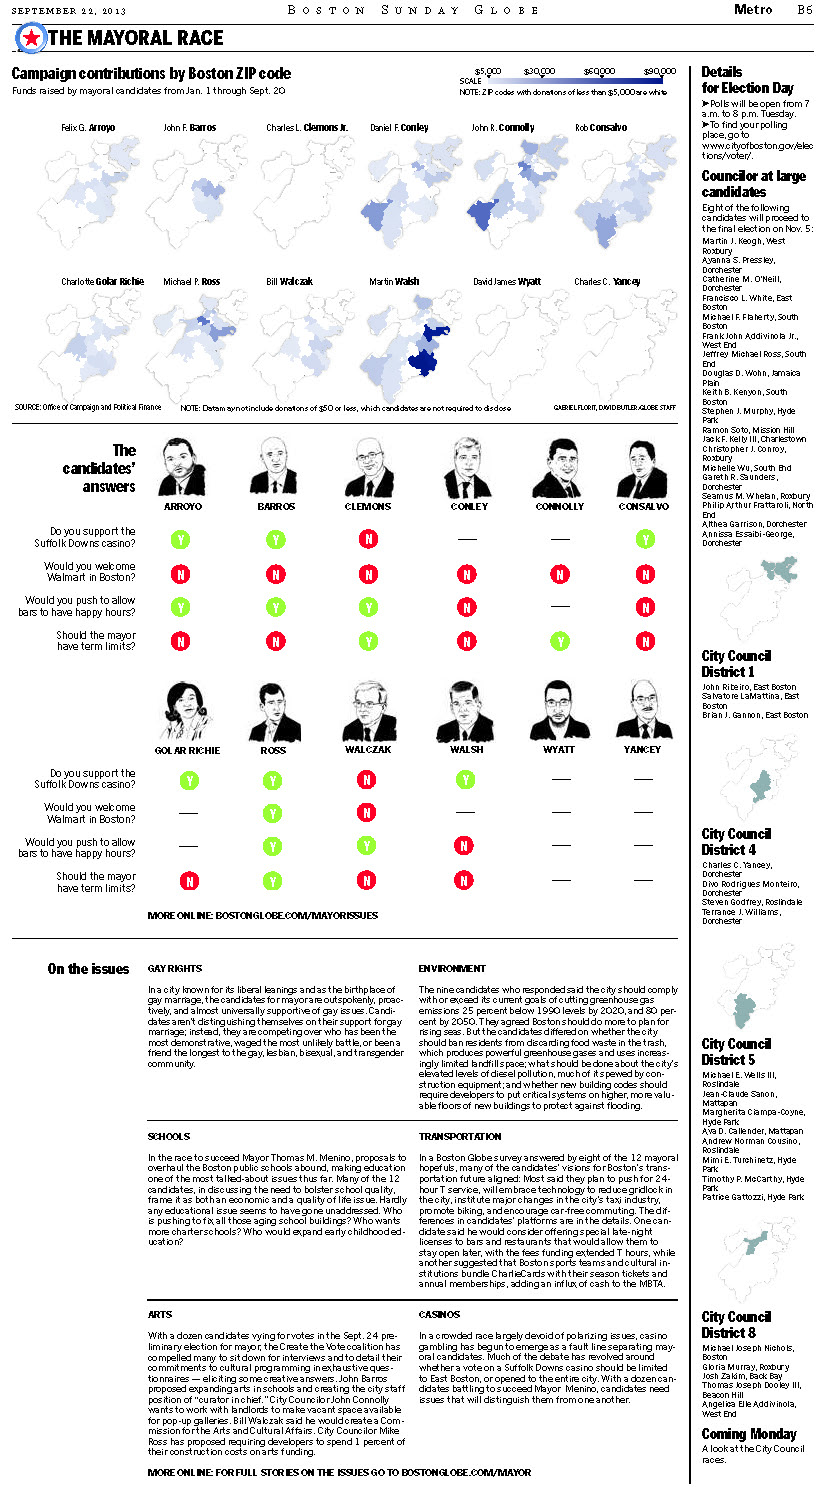 SEPTEMBER 22, 2013 BOSTON SUNDAY GLOBE Metro B5
THE MAYORAL RACE
Campaign contributions by Boston ZIP code
Funds raised by mayoral candidates from Jan. 1 through Sept. 20
$5,000 $30,000 $60,000 $90,000
SCALE
NOTE: ZIP codes with donations of less than $5,000 are white
Felix G. Arroyo John F. Barros Charles L. Clemons Jr. Daniel F. Conley John R. Connolly Rob Consalvo
Charlotte Golar Richie Michael P. Ross Bill Walczak Martin Walsh David James Wyatt Charles C. Yancey
SOURCE: Office of Campaign and Political Finance NOTE: Data may not include donations of $50 or less, which candidates are not required to disclose GABRIEL FLORIT, DAVID BUTLER/GLOBE STAFF
The
candidates'
answers
ARROYO BARROS CLEMONS CONLEY CONNOLLY CONSALVO
Do you support the
Suffolk Downs casino? Y Y N — — Y
Would you welcome
Walmart in Boston? N N N N N N
Would you push to allow
bars to have happy hours? Y Y Y N — N
Should the mayor
have term limits? N N Y N Y N
GOLAR RICHIE ROSS WALCZAK WALSH WYATT YANCEY
Do you support the
Suffolk Downs casino? Y Y N Y — —
Would you welcome
Walmart in Boston? — Y N — — —
Would you push to allow
bars to have happy hours? — Y Y N — —
Should the mayor
have term limits? N Y N N — —
MORE ONLINE: BOSTONGLOBE.COM/MAYORISSUES
On the issues
GAY RIGHTS
In a city known for its liberal leanings and as the birthplace of
gay marriage, the candidates for mayor are outspokenly, proac-
tively, and almost universally supportive of gay issues. Candi-
dates aren't distinguishing themselves on their support for gay
marriage; instead, they are competing over who has been the
most demonstrative, waged the most unlikely battle, or been a
friend the longest to the gay, lesbian, bisexual, and transgender
community.
ENVIRONMENT
The nine candidates who responded said the city should comply
with or exceed its current goals of cutting greenhouse gas
emissions 25 percent below 1990 levels by 2020, and 80 per-
cent by 2050. They agreed Boston should do more to plan for
rising seas. But the candidates differed on whether the city
should ban residents from discarding food waste in the trash,
which produces powerful greenhouse gases and uses increas-
ingly limited landfill space; what should be done about the city's
elevated levels of diesel pollution, much of it spewed by con-
struction equipment; and whether new building codes should
require developers to put critical systems on higher, more valu-
able floors of new buildings to protect against flooding.
SCHOOLS
In the race to succeed Mayor Thomas M. Menino, proposals to
overhaul the Boston public schools abound, making education
one of the most talked-about issues thus far. Many of the 12
candidates, in discussing the need to bolster school quality,
frame it as both an economic and a quality of life issue. Hardly
any educational issue seems to have gone unaddressed. Who
is pushing to fix all those aging school buildings? Who wants
more charter schools? Who would expand early childhood ed-
ucation?
TRANSPORTATION
In a Boston Globe survey answered by eight of the 12 mayoral
hopefuls, many of the candidates' visions for Boston's trans-
portation future aligned: Most said they plan to push for 24-
hour T service, will embrace technology to reduce gridlock in
the city, institute major changes in the city's taxi industry,
promote biking, and encourage car-free commuting. The dif-
ferences in candidates' platforms are in the details. One can-
didate said he would consider offering special late-night
licenses to bars and restaurants that would allow them to
stay open later, with the fees funding extended T hours, while
another suggested that Boston sports teams and cultural in-
stitutions bundle CharlieCards with their season tickets and
annual memberships, adding an influx of cash to the MBTA.
ARTS
With a dozen candidates vying for votes in the Sept. 24 pre-
liminary election for mayor, the Create the Vote coalition has
compelled many to sit down for interviews and to detail their
commitments to cultural programming in exhaustive ques-
tionnaires — eliciting some creative answers. John Barros
proposed expanding arts in schools and creating the city staff
position of "curator in chief." City Councilor John Connolly
wants to work with landlords to make vacant space available
for pop-up galleries. Bill Walczak said he would create a Com-
mission for the Arts and Cultural Affairs. City Councilor Mike
Ross has proposed requiring developers to spend 1 percent of
their construction costs on arts funding.
CASINOS
In a crowded race largely devoid of polarizing issues, casino
gambling has begun to emerge as a fault line separating may-
oral candidates. Much of the debate has revolved around
whether a vote on a Suffolk Downs casino should be limited
to East Boston, or opened to the entire city. With a dozen can-
didates battling to succeed Mayor Menino, candidates need
issues that will distinguish them from one another.
MORE ONLINE: FOR FULL STORIES ON THE ISSUES GO TO BOSTONGLOBE.COM/MAYOR
Details
for Election Day
➤Polls will be open from 7
a.m. to 8 p.m. Tuesday.
➤To find your polling
place, go to
www.cityofboston.gov/elec
tions/voter/.
Councilor at large
candidates
Eight of the following
candidates will proceed to
the final election on Nov. 5:
Martin J. Keogh, West
Roxbury
Ayanna S. Pressley,
Dorchester
Catherine M. O'Neill,
Dorchester
Francisco L. White, East
Boston
Michael F. Flaherty, South
Boston
Frank John Addivinola Jr.,
West End
Jeffrey Michael Ross, South
End
Douglas D. Wohn, Jamaica
Plain
Keith B. Kenyon, South
Boston
Stephen J. Murphy, Hyde
Park
Ramon Soto, Mission Hill
Jack F. Kelly III, Charlestown
Christopher J. Conroy,
Roxbury
Michelle Wu, South End
Gareth R. Saunders,
Dorchester
Seamus M. Whelan, Roxbury
Philip Arthur Frattaroli, North
End
Althea Garrison, Dorchester
Annissa Essaibi-George,
Dorchester
City Council
District 1
John Ribeiro, East Boston
Salvatore LaMattina, East
Boston
Brian J. Gannon, East Boston
City Council
District 4
Charles C. Yancey,
Dorchester
Divo Rodrigues Monteiro,
Dorchester
Steven Godfrey, Roslindale
Terrance J. Williams,
Dorchester
City Council
District 5
Michael E. Wells III,
Roslindale
Jean-Claude Sanon,
Mattapan
Margherita Ciampa-Coyne,
Hyde Park
Ava D. Callender, Mattapan
Andrew Norman Cousino,
Roslindale
Mimi E. Turchinetz, Hyde
Park
Timothy P. McCarthy, Hyde
Park
Patrice Gattozzi, Hyde Park
City Council
District 8
Michael Joseph Nichols,
Boston
Gloria Murray, Roxbury
Josh Zakim, Back Bay
Thomas Joseph Dooley III,
Beacon Hill
Angelica Elle Addivinola,
West End
Coming Monday
A look at the City Council
races.